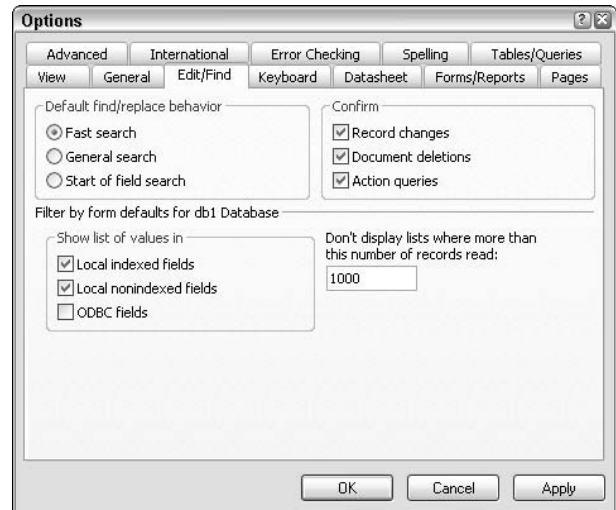 Options
Advanced International Error Checking Spelling Tables/Queries
View General Edit/Find Keyboard Datasheet Forms/Reports Pages
Default find/replace behavior
Fast search
General search
Start of field search
Confirm
Record changes
Document deletions
Action queries
Filter by form defaults for db1 Database
Show list of values in
Local indexed fields
Local nonindexed fields
ODBC fields
Don't display lists where more than
this number of records read:
1000
OK Cancel Apply